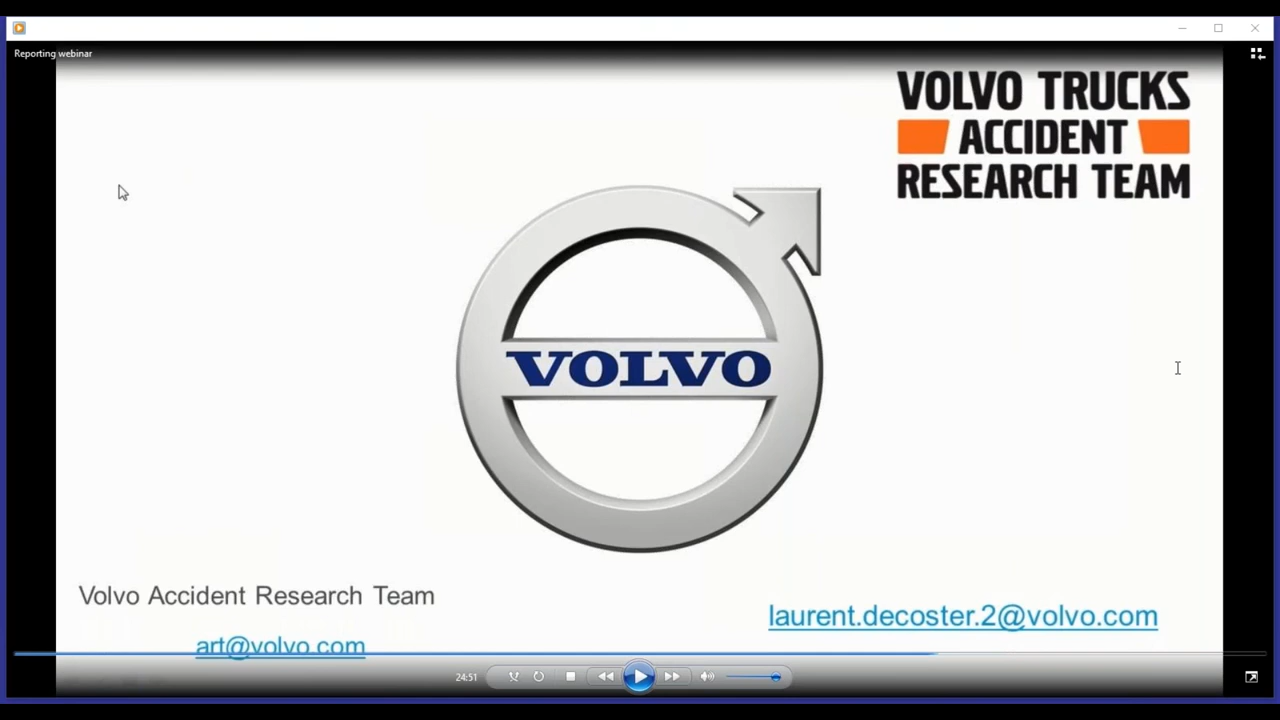 Reporting webinar
VOLVO TRUCKS
ACCIDENT
RESEARCH TEAM
VOLVO
Volvo Accident Research Team
laurent.decoster.2@volvo.com
art@volvo.com
24:51